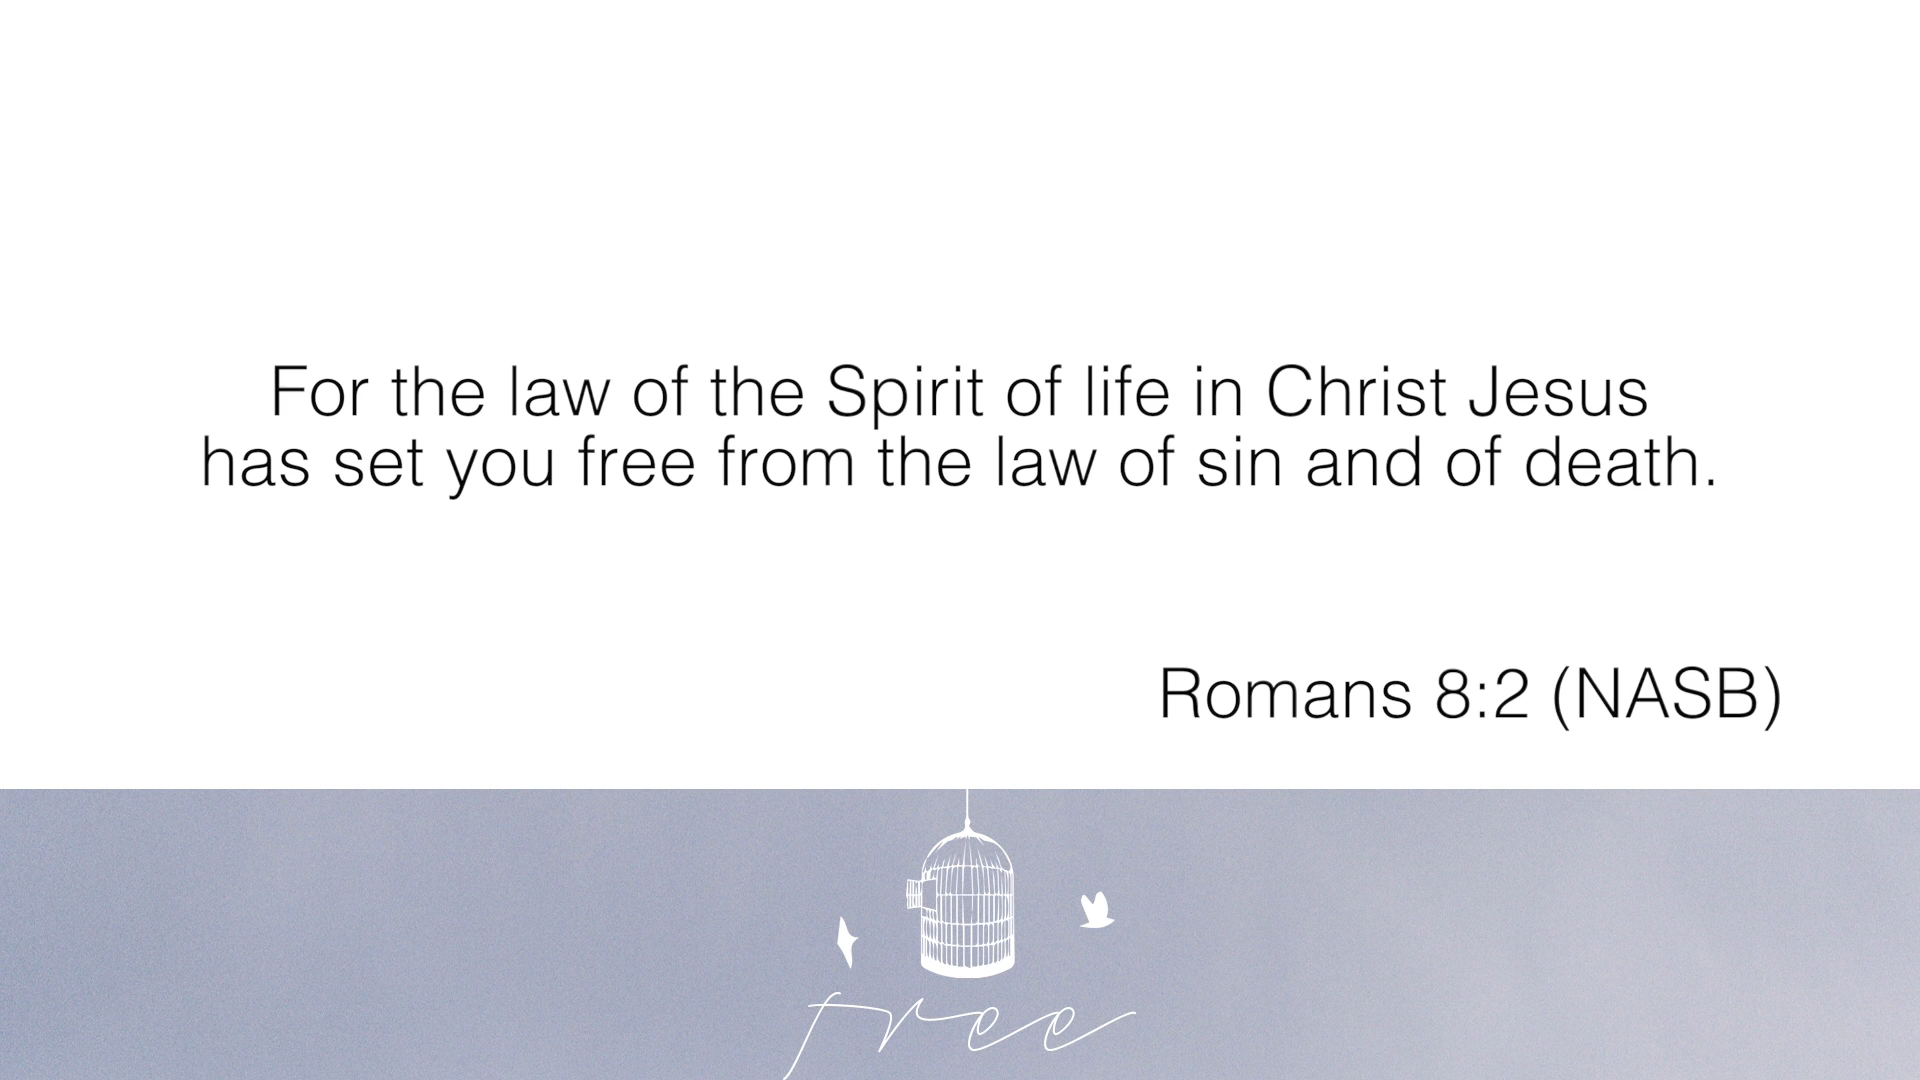 For the law of the Spirit of life in Christ Jesus
has set you free from the law of sin and of death.
Romans 8:2 (NASB)
free